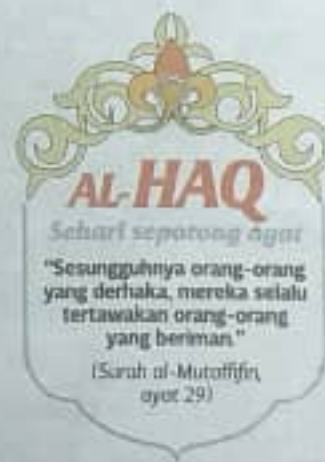 AL-HAQ
Sehari sepotong ayat
"Sesungguhnya orang-orang
yang derhaka, mereka selalu
tertawakan orang-orang
yang beriman."
(Surah al-Mutaffifin,
ayat 29)